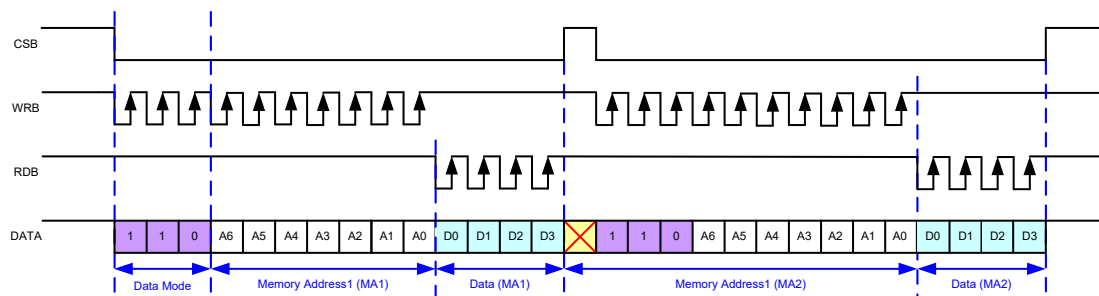 CSB
WRB
RDB
DATA 1 1 0 A6 A5 A4 A3 A2 A1 A0 D0 D1 D2 D3 1 1 0 A6 A5 A4 A3 A2 A1 A0 D0 D1 D2 D3
Data Mode Memory Address1 (MA1) Data (MA1) Memory Address1 (MA2) Data (MA2)